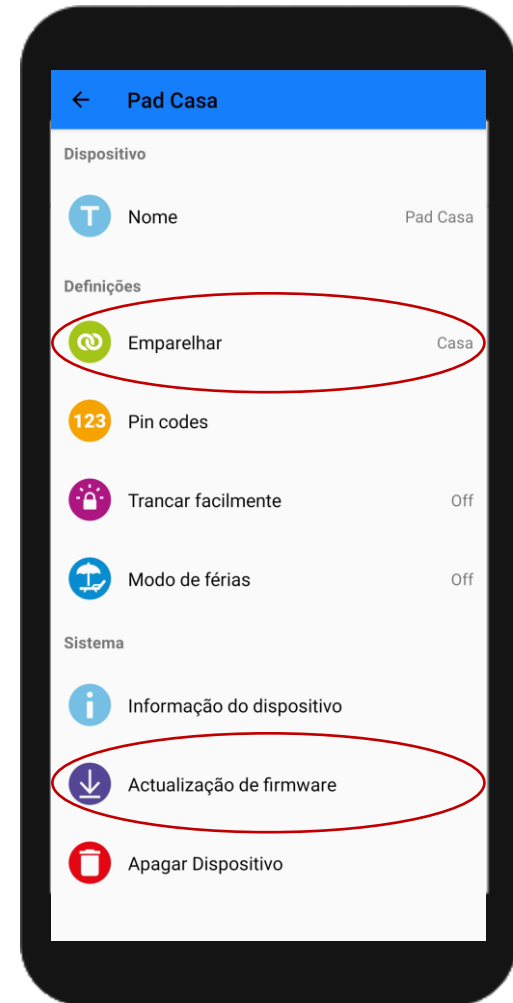 Pad Casa
Dispositivo
T Nome Pad Casa
Definições
Emparelhar Casa
123 Pin codes
Trancar facilmente Off
Modo de férias Off
Sistema
i Informação do dispositivo
Actualização de firmware
Apagar Dispositivo